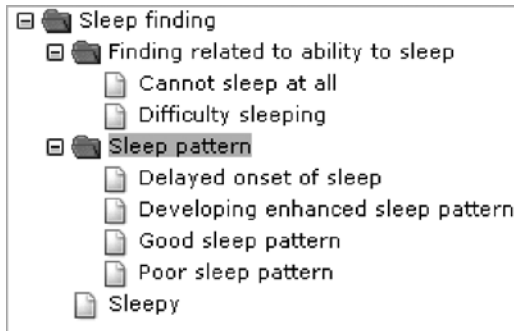 Sleep finding
Finding related to ability to sleep
Cannot sleep at all
Difficulty sleeping
Sleep pattern
Delayed onset of sleep
Developing enhanced sleep pattern
Good sleep pattern
Poor sleep pattern
Sleepy